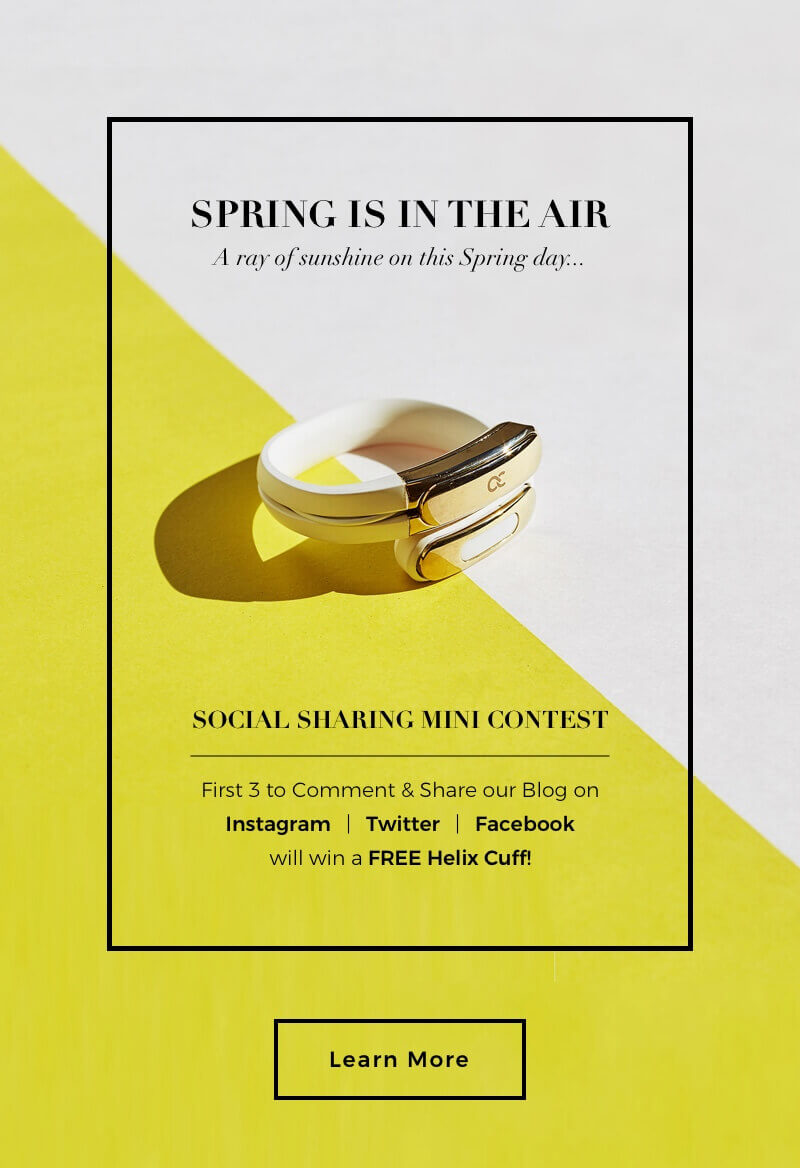 SPRING IS IN THE AIR
A ray of sunshine on this Spring day...
SOCIAL SHARING MINI CONTEST
First 3 to Comment & Share our Blog on
Instagram | Twitter | Facebook
will win a FREE Helix Cuff!
Learn More